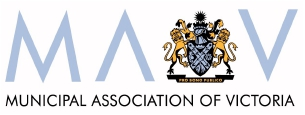 MAV
PRO BONO PUBLICO
MUNICIPAL ASSOCIATION OF VICTORIA